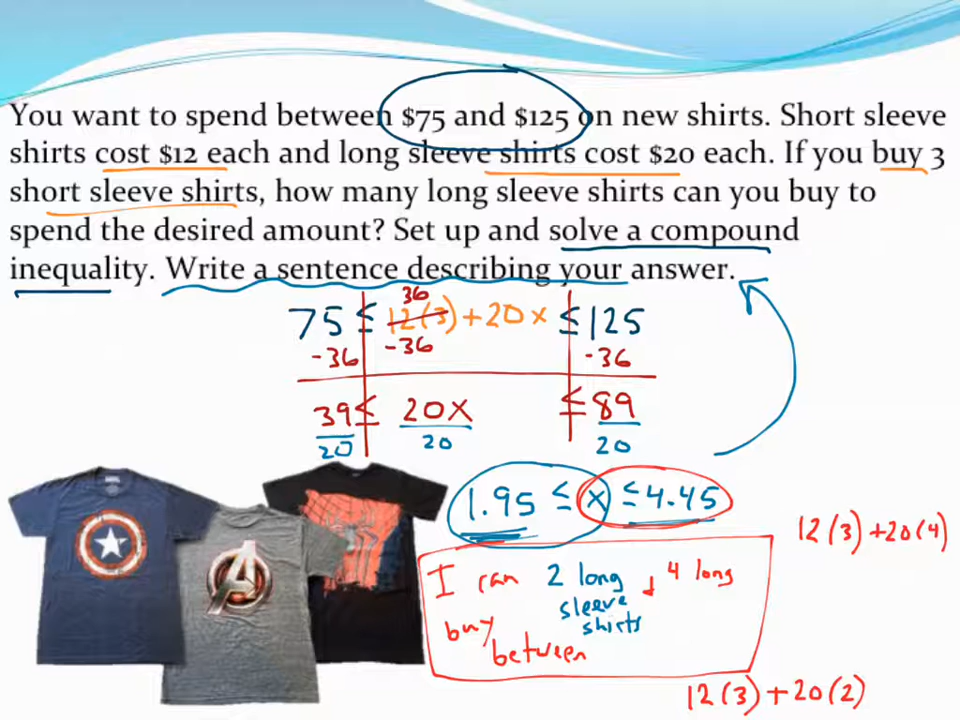 You want to spend between $75 and $125 on new shirts. Short sleeve
shirts cost $12 each and long sleeve shirts cost $20 each. If you buy 3
short sleeve shirts, how many long sleeve shirts can you buy to
spend the desired amount? Set up and solve a compound
inequality. Write a sentence describing your answer.
36
75 ≤ 12(3) + 20x ≤ 125
-36 -36 -36
39 ≤ 20x ≤ 89
20 20 20
1.95 ≤ x ≤ 4.45
12(3) + 20(4)
I can 2 long + 4 long
sleeve
buy shirts
between
12(3) + 20(2)